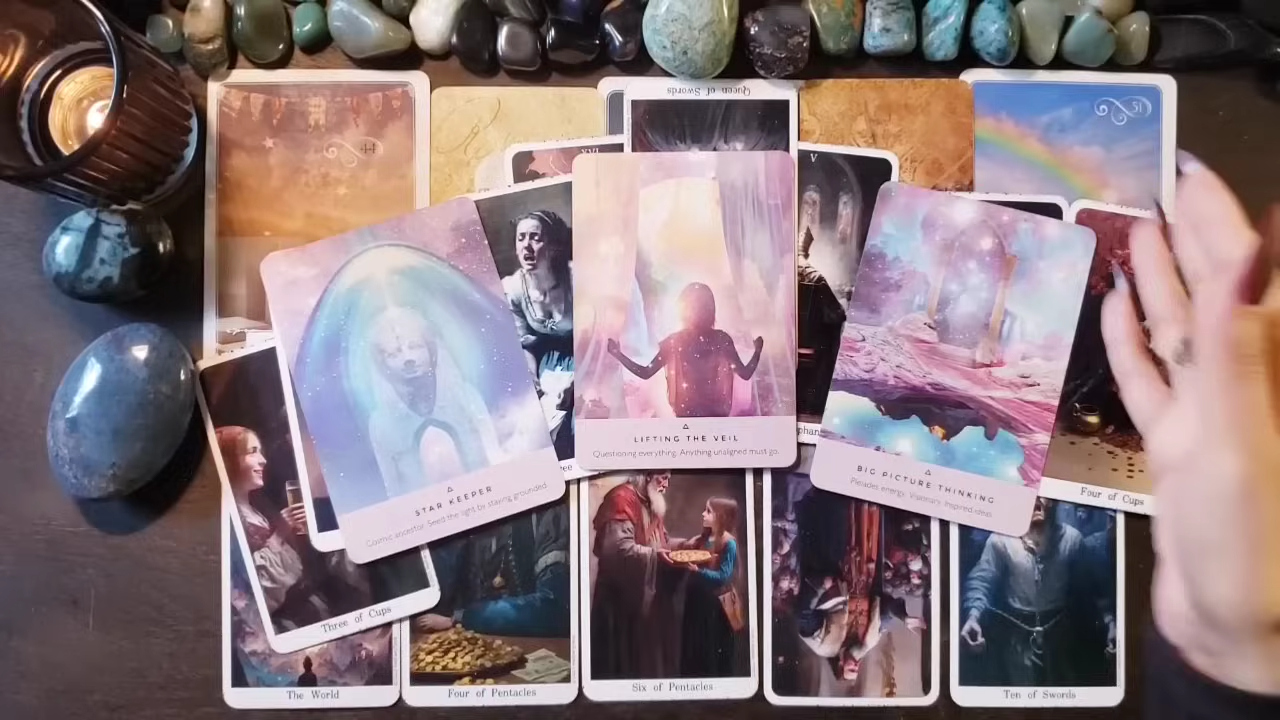 Queen of Swords
44
51
V
LIFTING THE VEIL
Questioning everything. Anything unaligned must go.
STAR KEEPER
Cosmic ancestor. Seed the light by staying grounded.
BIG PICTURE THINKING
Pleiades energy. Visionary. Inspired ideas.
Four of Cups
Three of Cups
The World
Four of Pentacles
Six of Pentacles
Ten of Swords